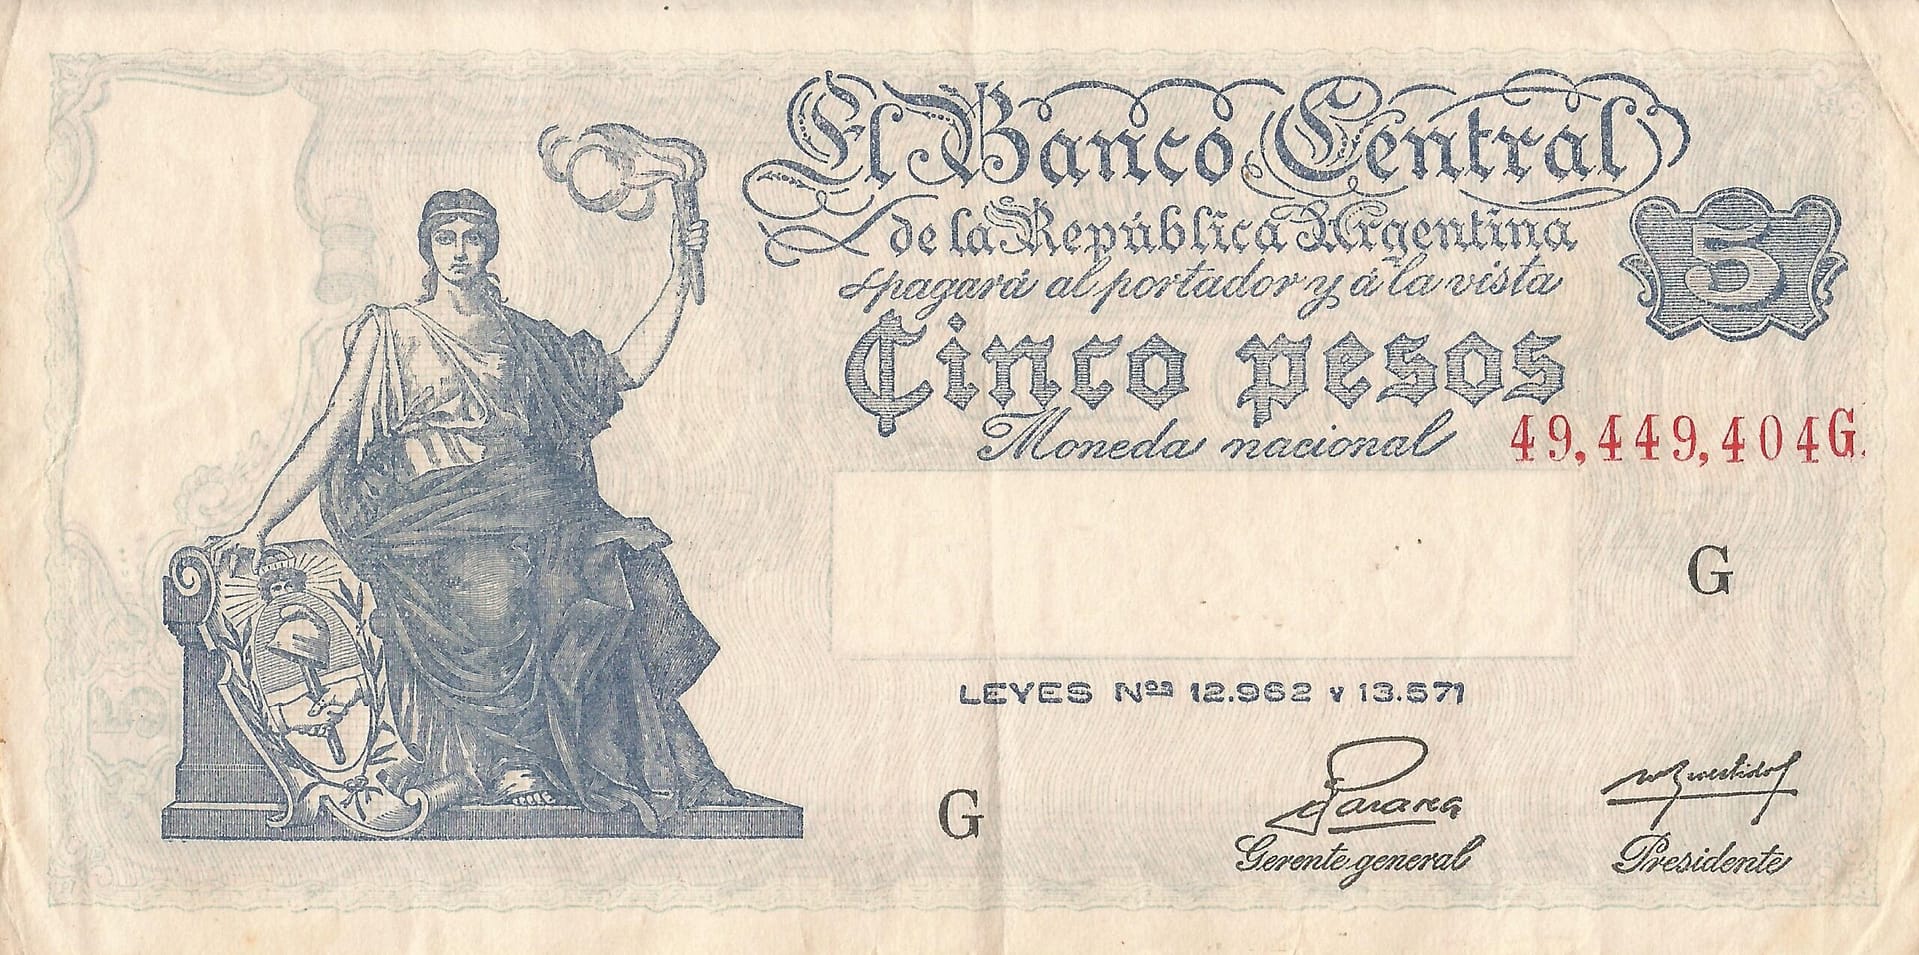 El Banco Central
de la República Argentina
pagará al portador y á la vista
5
Cinco pesos
Moneda nacional
49,449,404G.
G
LEYES Nos 12.962 y 13.571
G
Gerente general
Presidente